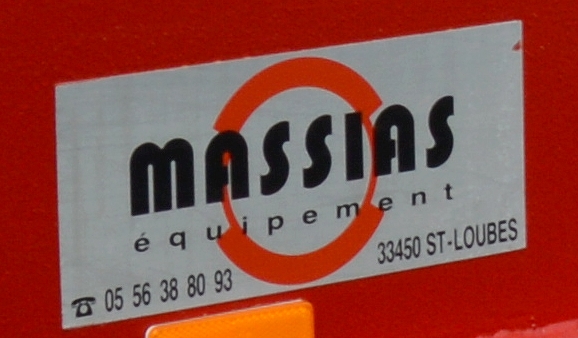 MASSIAS
équipement
33450 ST-LOUBES
☎ 05 56 38 80 93